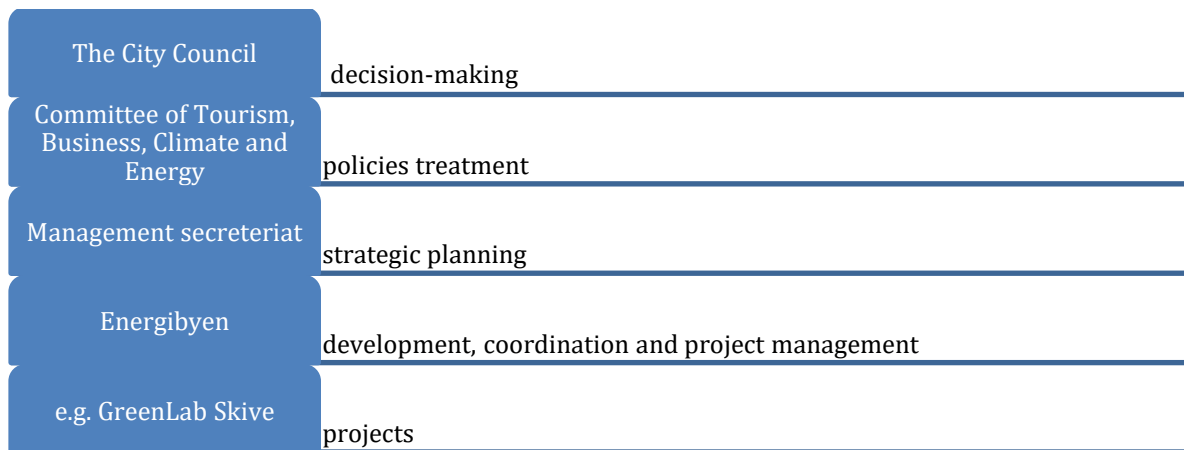 The City Council
decision-making
Committee of Tourism,
Business, Climate and
Energy
policies treatment
Management secreteriat
strategic planning
Energibyen
development, coordination and project management
e.g. GreenLab Skive
projects